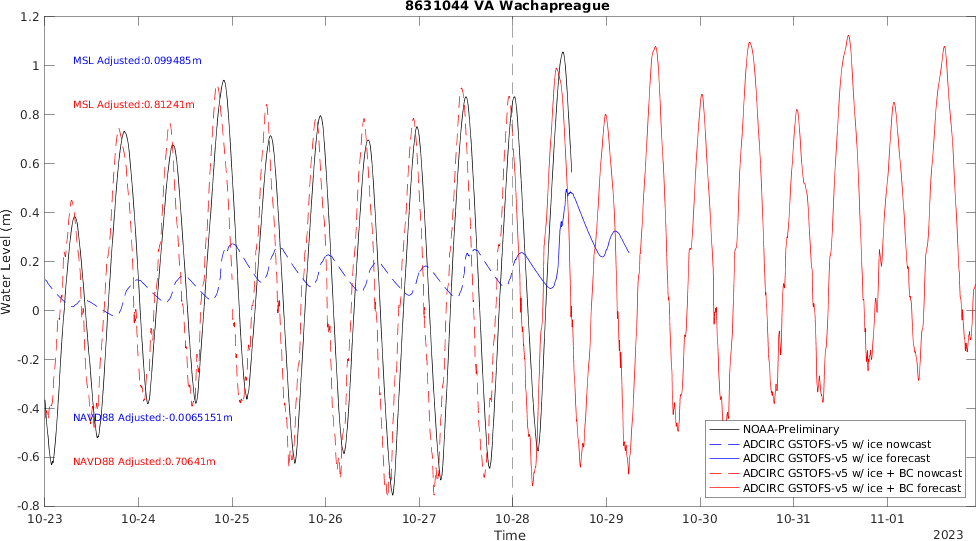 8631044 VA Wachapreague
1.2
1
0.8
0.6
0.4
0.2
0
-0.2
-0.4
-0.6
-0.8
Water Level (m)
MSL Adjusted:0.099485m
MSL Adjusted:0.81241m
NAVD88 Adjusted:-0.0065151m
NAVD88 Adjusted:0.70641m
NOAA-Preliminary
ADCIRC GSTOFS-v5 w/ ice nowcast
ADCIRC GSTOFS-v5 w/ ice forecast
ADCIRC GSTOFS-v5 w/ ice + BC nowcast
ADCIRC GSTOFS-v5 w/ ice + BC forecast
10-23 10-24 10-25 10-26 10-27 10-28 10-29 10-30 10-31 11-01
Time
2023